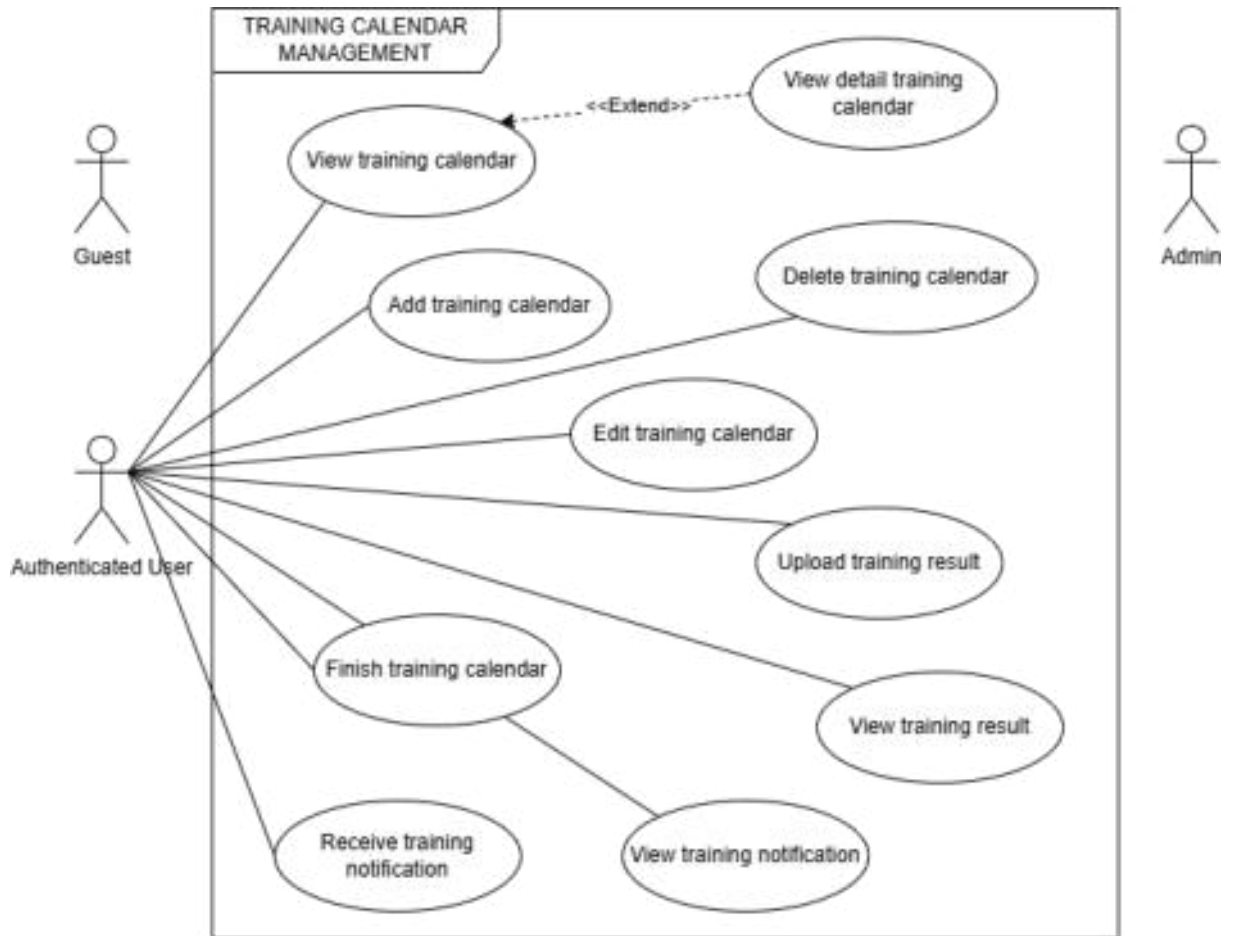 TRAINING CALENDAR
MANAGEMENT
View detail training
calendar
<<Extend>>
View training calendar
Guest
Admin
Delete training calendar
Add training calendar
Edit training calendar
Authenticated User
Upload training result
Finish training calendar
View training result
Receive training
notification
View training notification